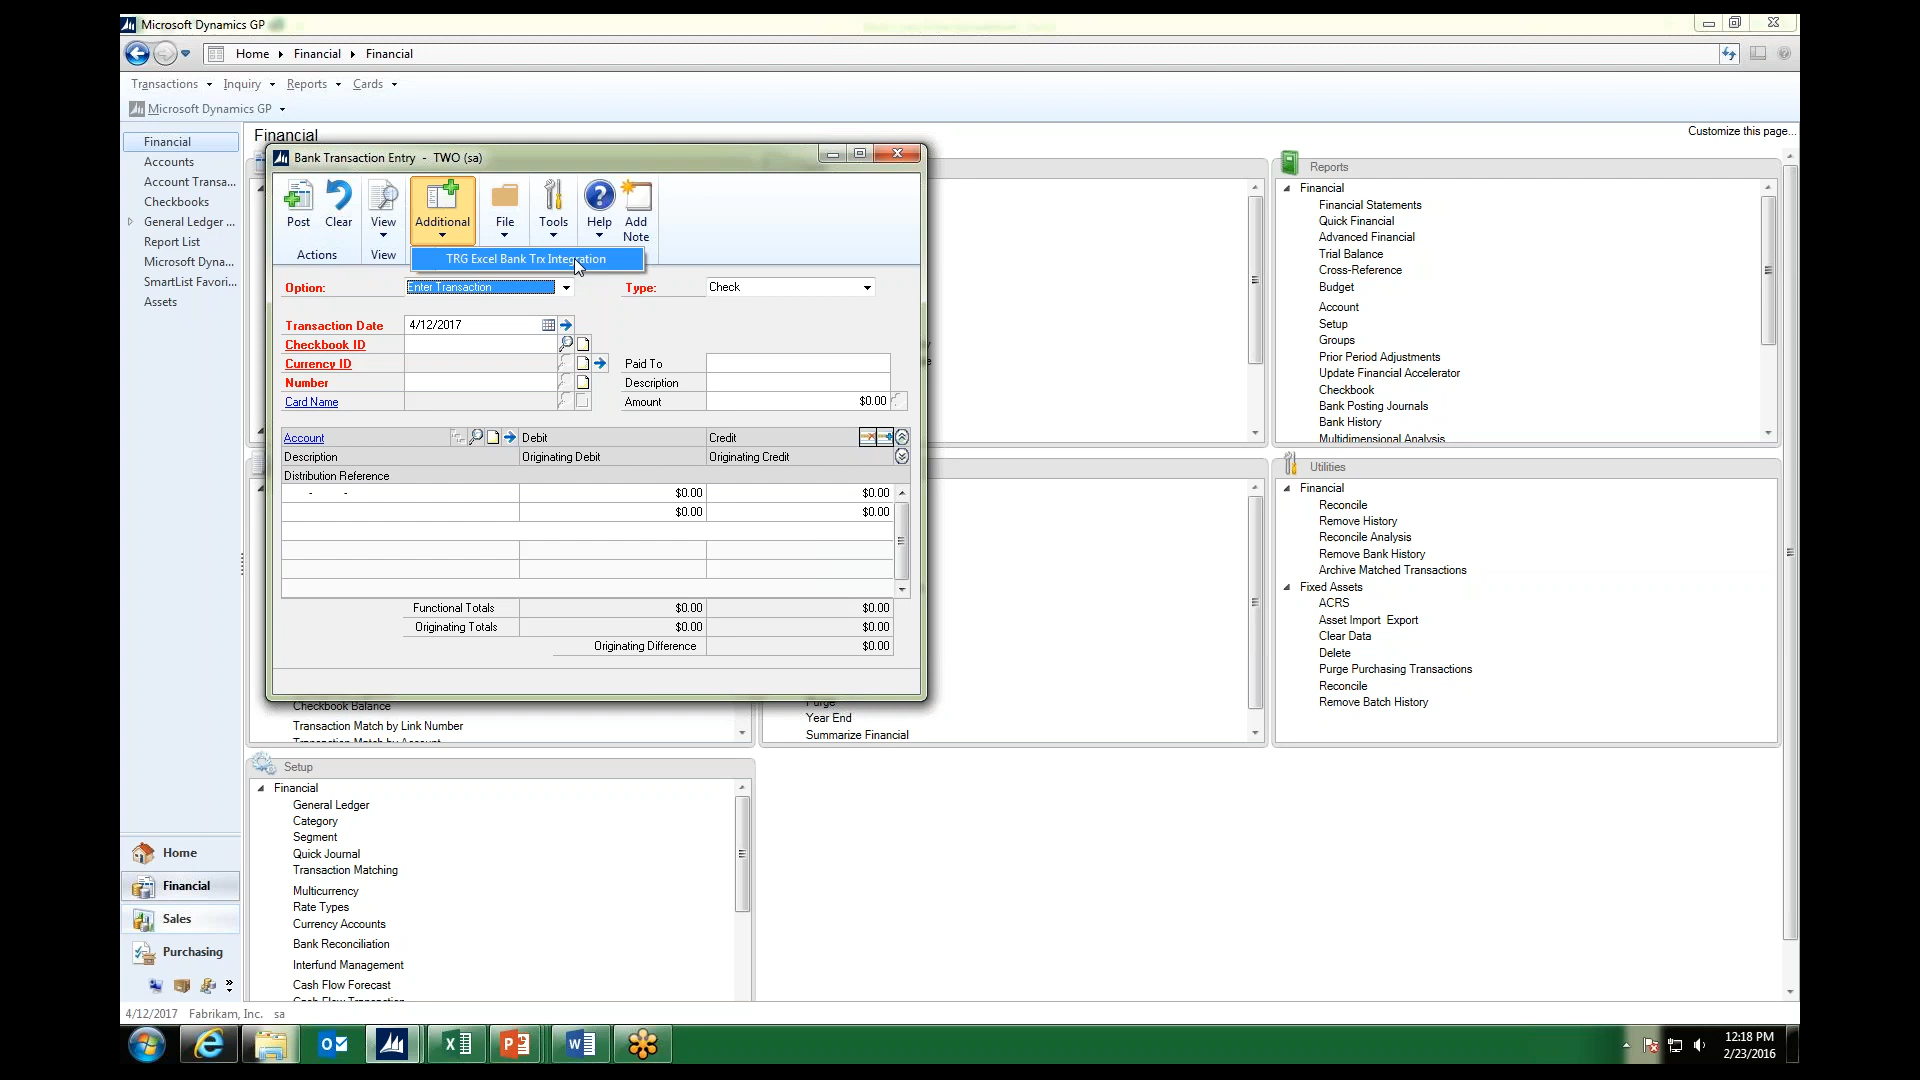 Microsoft Dynamics GP
Home Financial Financial
Transactions Inquiry Reports Cards
Microsoft Dynamics GP
Financial
Accounts
Account Transa...
Checkbooks
General Ledger ...
Report List
Microsoft Dyna...
SmartList Favori...
Assets
Home
Financial
Sales
Purchasing
Financial
Customize this page...
Bank Transaction Entry - TWO (sa)
Post Clear View Additional File Tools Help Add Note
Actions View
TRG Excel Bank Trx Integration
Option: Enter Transaction Type: Check
Transaction Date 4/12/2017
Checkbook ID
Currency ID Paid To
Number Description
Card Name Amount $0.00
Account Debit Credit
Description Originating Debit Originating Credit
Distribution Reference
- - $0.00 $0.00
$0.00 $0.00
Functional Totals $0.00 $0.00
Originating Totals $0.00 $0.00
Originating Difference $0.00
Checkbook Balance
Transaction Match by Link Number
Transaction Match by Account
Purge
Year End
Summarize Financial
Setup
Financial
General Ledger
Category
Segment
Quick Journal
Transaction Matching
Multicurrency
Rate Types
Currency Accounts
Bank Reconciliation
Interfund Management
Cash Flow Forecast
Cash Flow Transaction
Reports
Financial
Financial Statements
Quick Financial
Advanced Financial
Trial Balance
Cross-Reference
Budget
Account
Setup
Groups
Prior Period Adjustments
Update Financial Accelerator
Checkbook
Bank Posting Journals
Bank History
Multidimensional Analysis
Utilities
Financial
Reconcile
Remove History
Reconcile Analysis
Remove Bank History
Archive Matched Transactions
Fixed Assets
ACRS
Asset Import Export
Clear Data
Delete
Purge Purchasing Transactions
Reconcile
Remove Batch History
4/12/2017 Fabrikam, Inc. sa
12:18 PM
2/23/2016